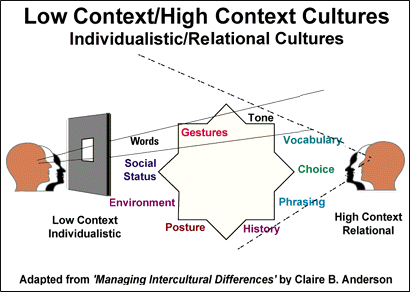 Low Context/High Context Cultures
Individualistic/Relational Cultures
Tone
Gestures
Words
Vocabulary
Social
Status
Choice
Environment
Phrasing
Posture
History
Low Context
Individualistic
High Context
Relational
Adapted from 'Managing Intercultural Differences' by Claire B. Anderson